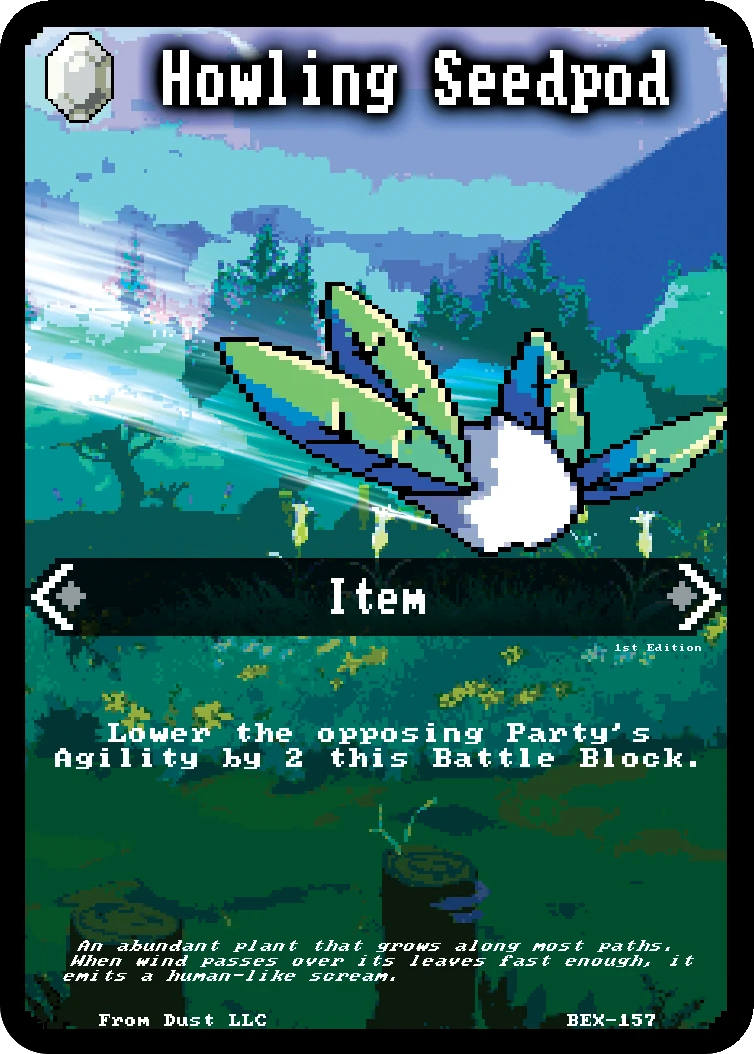 Howling Seedpod
Item
1st Edition
Lower the opposing Party's
Agility by 2 this Battle Block.
An abundant plant that grows along most paths.
When wind passes over its leaves fast enough, it
emits a human-like scream.
From Dust LLC BEX-157